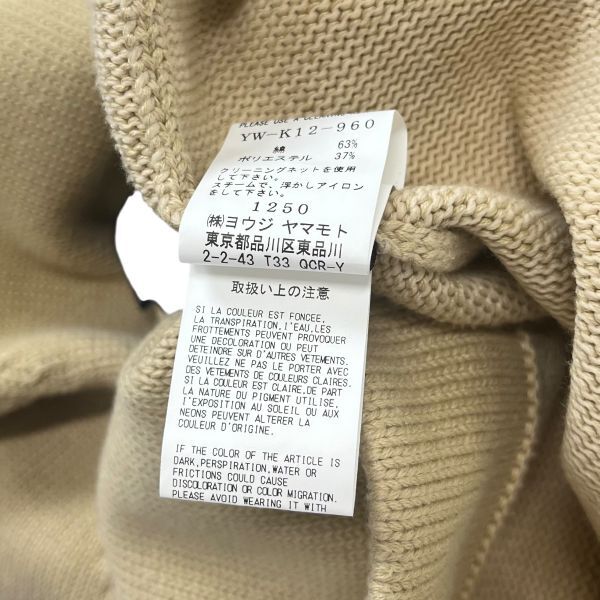 PLEASE USE A CLEANING
YW-K12-960
綿 63%
ポリエステル 37%
クリーニングネットを使用
して下さい。
スチームで、浮かしアイロン
をして下さい。
1250
㈱ヨウジ ヤマモト
東京都品川区東品川
2-2-43 T33 QCR-Y
取扱い上の注意
SI LA COULEUR EST FONCEE,
LA TRANSPIRATION,l'EAU,LES
FROTTEMENTS PEUVENT PROVOQUER
UNE DECOLORATION OU PEUT
DETEINDRE SUR D'AUTRES VETEMENTS.
VEUILLEZ NE PAS LE PORTER AVEC
DES VETEMENTS DE COULEURS CLAIRES.
SI LA COULEUR EST CLAIRE,DE PART
LA NATURE DU PIGMENT UTILISE,
l'EXPOSITION AU SOLEIL OU AUX
NEONS PEUVENT ALTERER LA
COULEUR D'ORIGINE.
IF THE COLOR OF THE ARTICLE IS
DARK,PERSPIRATION,WATER OR
FRICTIONS COULD CAUSE
DISCOLORATION OR COLOR MIGRATION.
PLEASE AVOID WEARING IT WITH